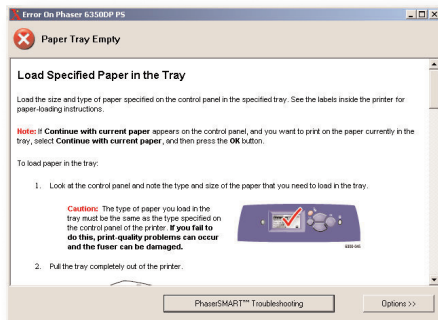 Error On Phaser 6350DP PS
Paper Tray Empty
Load Specified Paper in the Tray
Load the size and type of paper specified on the control panel in the specified tray. See the labels inside the printer for
paper-loading instructions.
Note: If Continue with current paper appears on the control panel, and you want to print on the paper currently in the
tray, select Continue with current paper, and then press the OK button.
To load paper in the tray:
1. Look at the control panel and note the type and size of the paper that you need to load in the tray.
Caution: The type of paper you load in the
tray must be the same as the type specified on
the control panel of the printer. If you fail to
do this, print-quality problems can occur
and the fuser can be damaged.
6350-045
2. Pull the tray completely out of the printer.
PhaserSMART™ Troubleshooting
Options >>